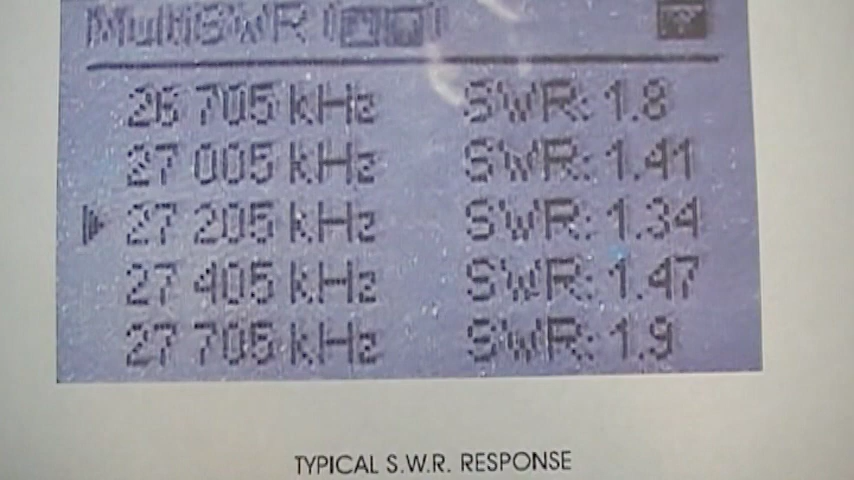 MultiSWR
26 705 kHz SWR: 1.8
27 005 kHz SWR: 1.41
27 205 kHz SWR: 1.34
27 405 kHz SWR: 1.47
27 705 kHz SWR: 1.9
TYPICAL S.W.R. RESPONSE